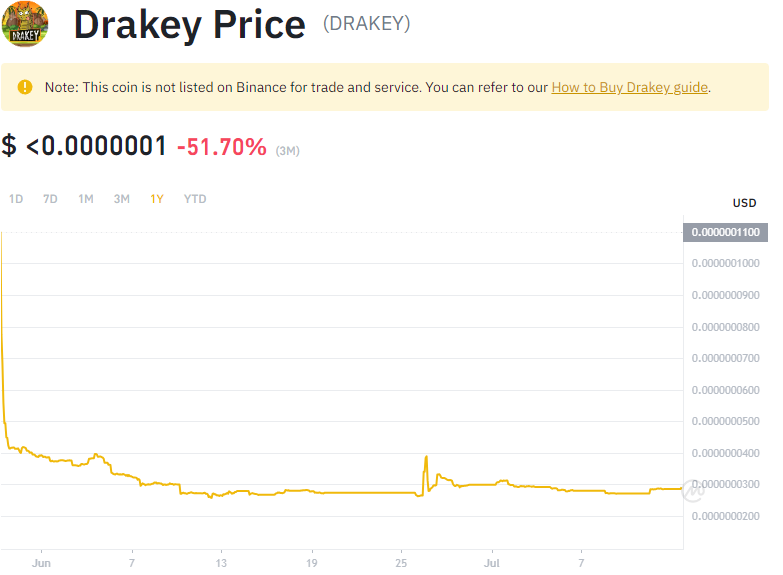 DRAKEY
Drakey Price (DRAKEY)
Note: This coin is not listed on Binance for trade and service. You can refer to our How to Buy Drakey guide.
$ <0.0000001 -51.70% (3M)
1D 7D 1M 3M 1Y YTD
USD
0.0000001100
0.0000001000
0.0000000900
0.0000000800
0.0000000700
0.0000000600
0.0000000500
0.0000000400
0.0000000300
0.0000000200
Jun 7 13 19 25 Jul 7